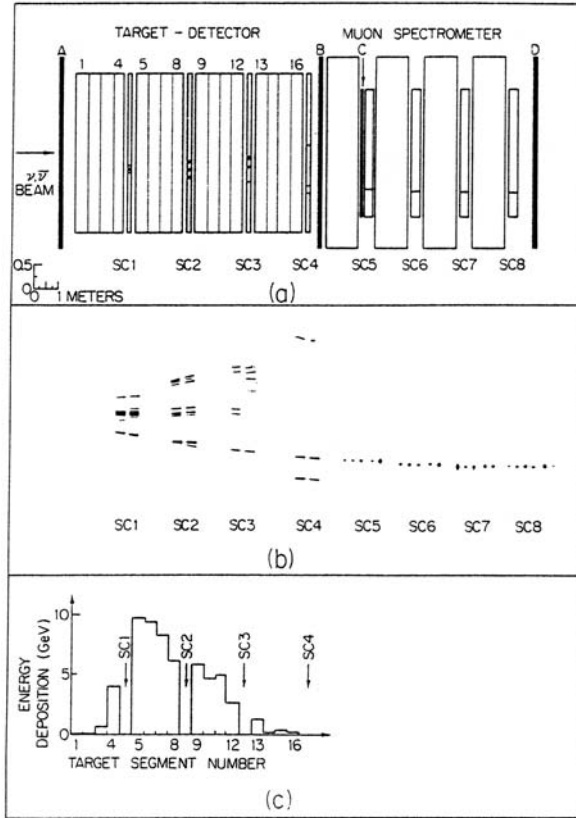 TARGET - DETECTOR MUON SPECTROMETER
A B C D
1 4 5 8 9 12 13 16
ν,ν̅
BEAM
SC1 SC2 SC3 SC4 SC5 SC6 SC7 SC8
0.5
0
0 1 METERS
(a)
SC1 SC2 SC3 SC4 SC5 SC6 SC7 SC8
(b)
ENERGY
DEPOSITION (GeV)
10
5
0
SC1 SC2 SC3 SC4
1 4 5 8 9 12 13 16
TARGET SEGMENT NUMBER
(c)